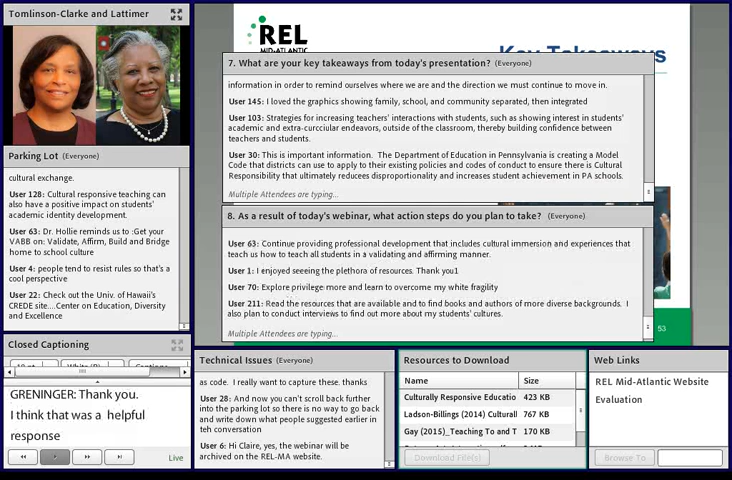 Tomlinson-Clarke and Lattimer
Parking Lot (Everyone)
cultural exchange.
User 128: Cultural responsive teaching can
also have a positive impact on students'
academic identity development.
User 63: Dr. Hollie reminds us to :Get your
VABB on: Validate, Affirm, Build and Bridge
home to school culture
User 4: people tend to resist rules so that's a
cool perspective
User 22: Check out the Univ. of Hawaii's
CREDE site....Center on Education, Diversity
and Excellence
Closed Captioning
GRENINGER: Thank you.
I think that was a helpful
response
Live
REL
MID-ATLANTIC
Key Takeaways
7. What are your key takeaways from today's presentation? (Everyone)
information in order to remind ourselves where we are and the direction we must continue to move in.
User 145: I loved the graphics showing family, school, and community separated, then integrated
User 103: Strategies for increasing teachers' interactions with students, such as showing interest in students'
academic and extra-curcciular endeavors, outside of the classroom, thereby building confidence between
teachers and students.
User 30: This is important information. The Department of Education in Pennsylvania is creating a Model
Code that districts can use to apply to their existing policies and codes of conduct to ensure there is Cultural
Responsibility that ultimately reduces disproportionality and increases student achievement in PA schools.
Multiple Attendees are typing...
8. As a result of today's webinar, what action steps do you plan to take? (Everyone)
User 63: Continue providing professional development that includes cultural immersion and experiences that
teach us how to teach all students in a validating and affirming manner.
User 1: I enjoyed seeeing the plethora of resources. Thank you1
User 70: Explore privilege more and learn to overcome my white fragility
User 211: Read the resources that are available and to find books and authors of more diverse backgrounds. I
also plan to conduct interviews to find out more about my students' cultures.
Multiple Attendees are typing...
53
Technical Issues (Everyone)
as code. I really want to capture these. thanks
User 28: And now you can't scroll back further
into the parking lot so there is no way to go back
and write down what people suggested earlier in
teh conversation
User 6: Hi Claire, yes, the webinar will be
archived on the REL-MA website.
Resources to Download
Name Size
Culturally Responsive Educatio 423 KB
Ladson-Billings (2014) Culturall 767 KB
Gay (2015)_Teaching To and T 170 KB
Download File(s)
Web Links
REL Mid-Atlantic Website
Evaluation
Browse To